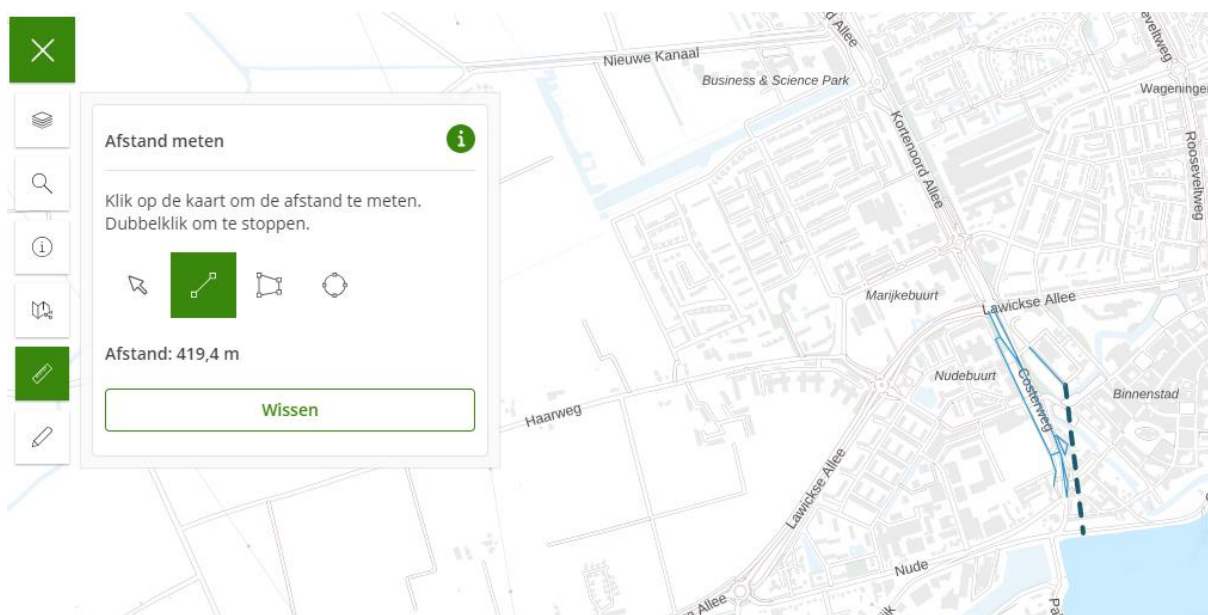 Afstand meten
Klik op de kaart om de afstand te meten.
Dubbelklik om te stoppen.
Afstand: 419,4 m
Wissen
Nieuwe Kanaal
Business & Science Park
Kortenoord Allee
Wageningen
Rooseveltweg
Marijkebuurt
Lawickse Allee
Nudebuurt
Costerweg
Binnenstad
Haarweg
Lawickse Allee
Nude
Allee